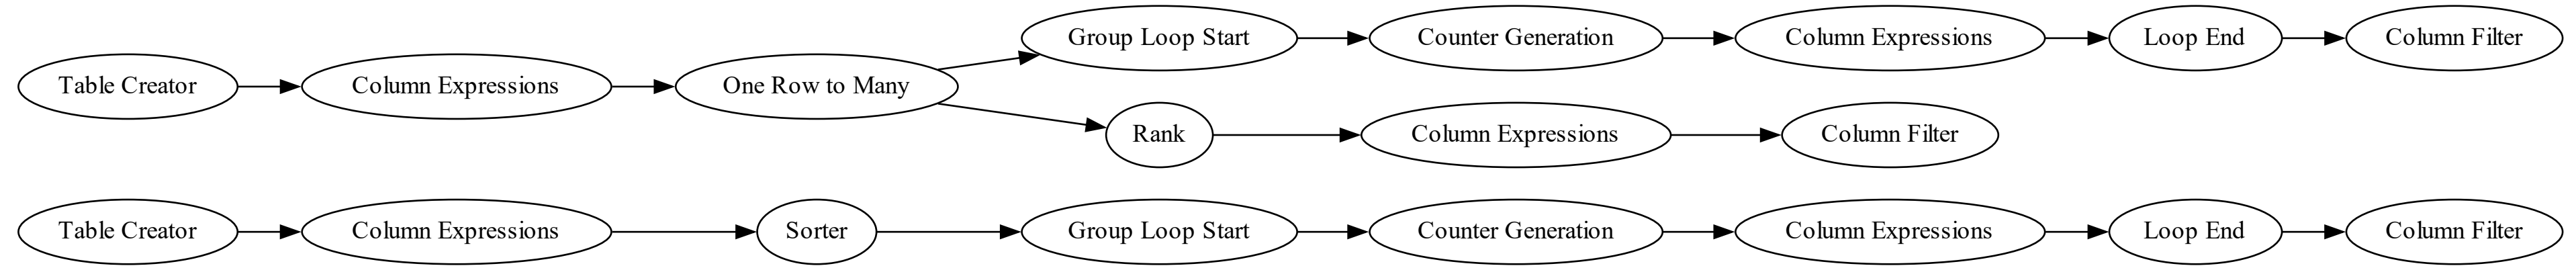 Group Loop Start
Counter Generation
Column Expressions
Loop End
Column Filter
Table Creator
Column Expressions
One Row to Many
Rank
Column Expressions
Column Filter
Table Creator
Column Expressions
Sorter
Group Loop Start
Counter Generation
Column Expressions
Loop End
Column Filter